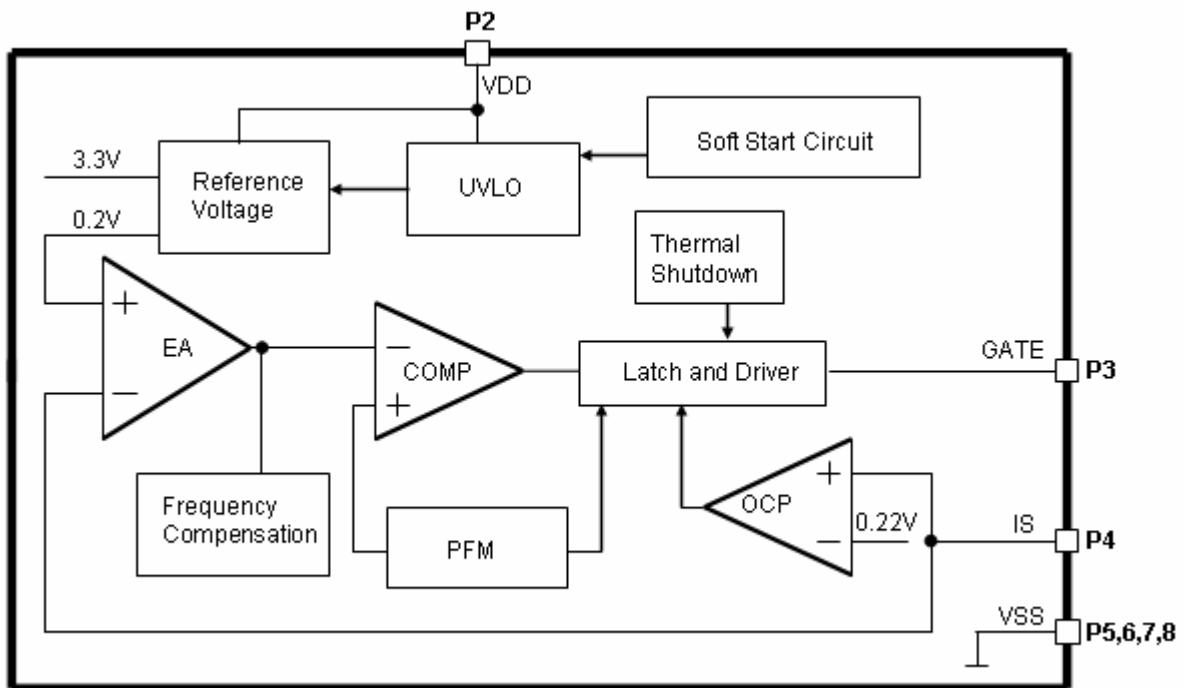 P2
VDD
Soft Start Circuit
3.3V
Reference
Voltage
UVLO
0.2V
Thermal
Shutdown
+
EA
−
−
COMP
+
Latch and Driver
GATE
P3
Frequency
Compensation
PFM
+
OCP
0.22V
−
IS
P4
VSS
P5,6,7,8